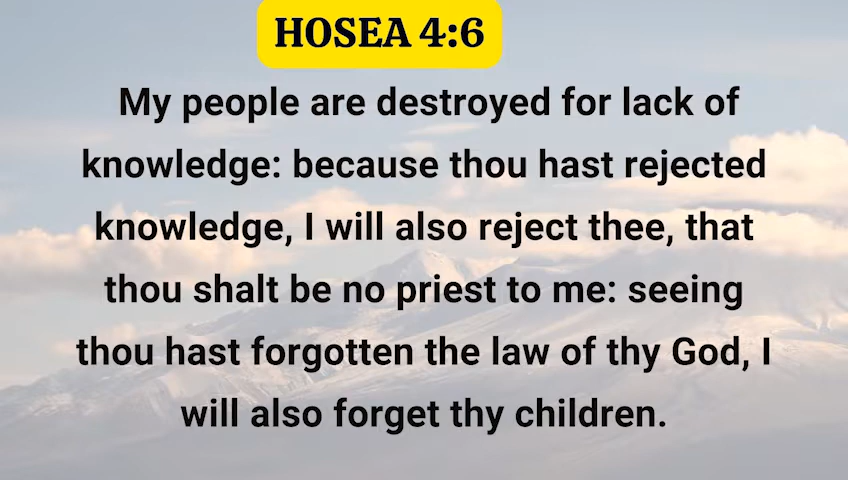 HOSEA 4:6
My people are destroyed for lack of
knowledge: because thou hast rejected
knowledge, I will also reject thee, that
thou shalt be no priest to me: seeing
thou hast forgotten the law of thy God, I
will also forget thy children.